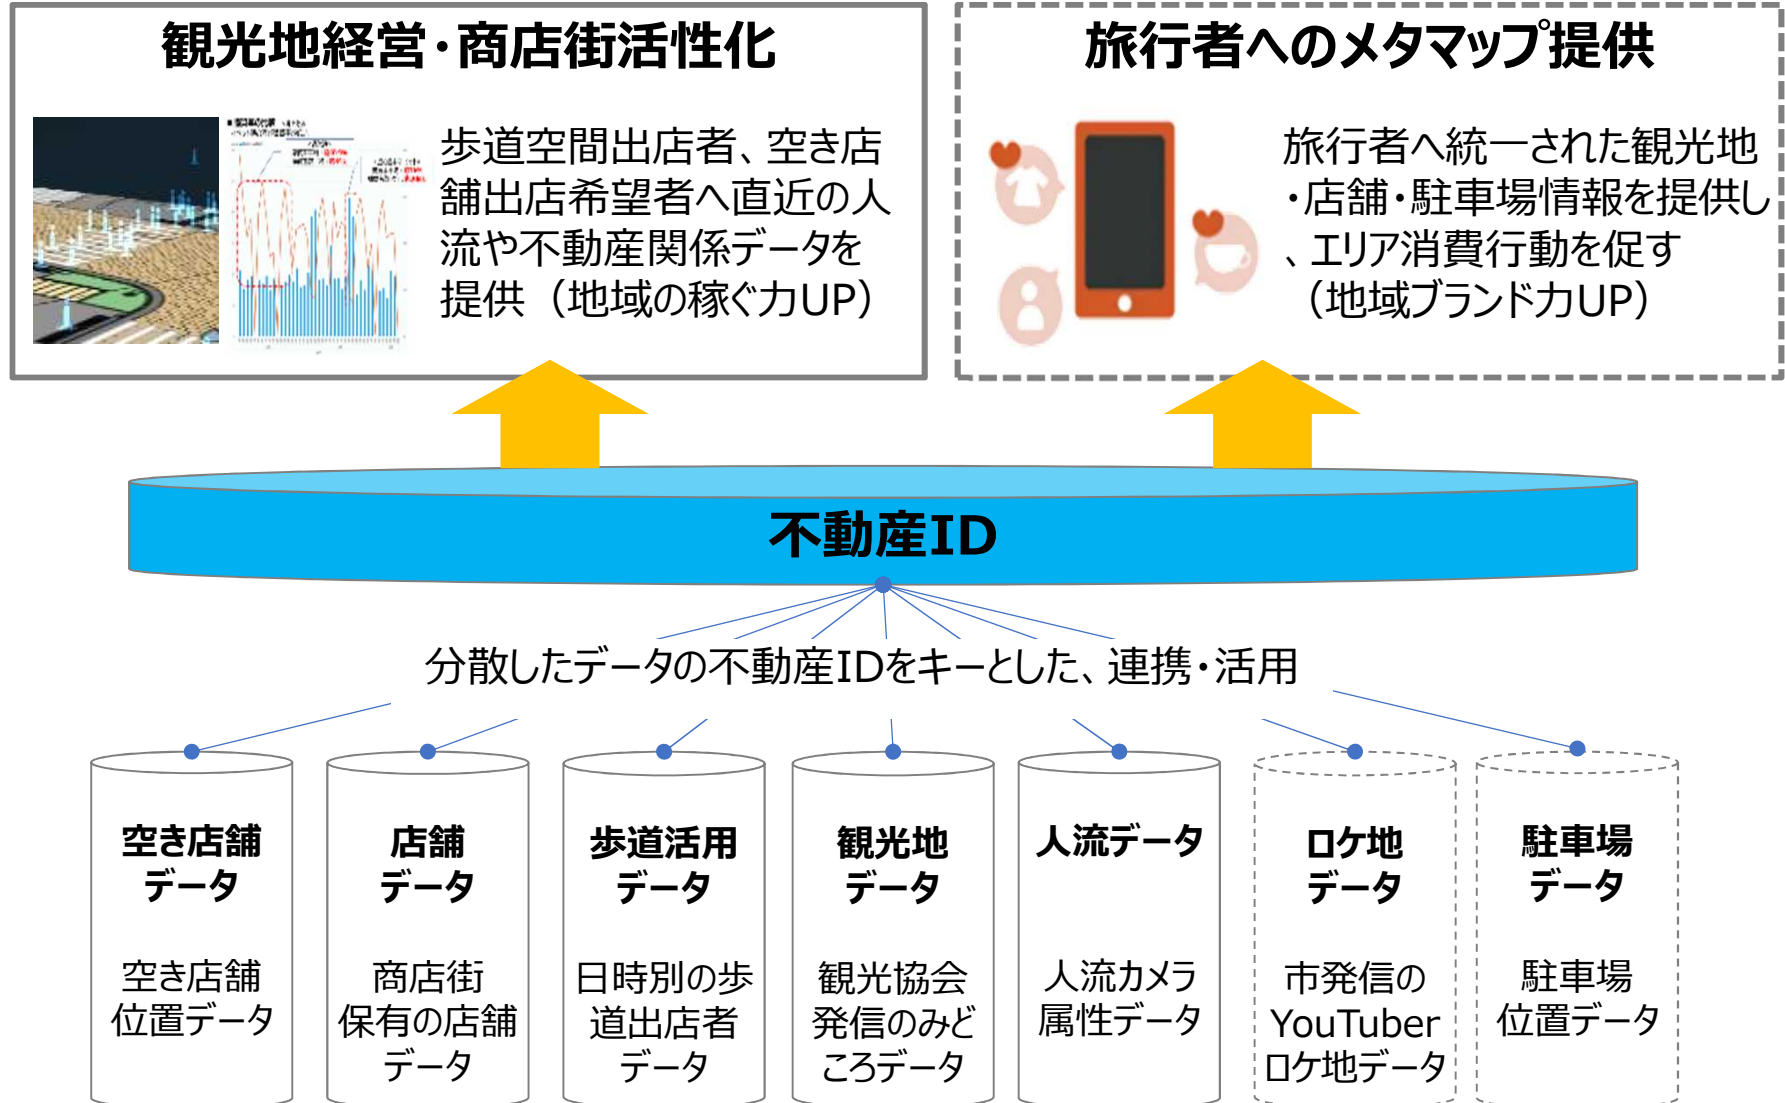 観光地経営・商店街活性化
歩道空間出店者、空き店
舗出店希望者へ直近の人
流や不動産関係データを
提供（地域の稼ぐ力UP）
旅行者へのメタマップ提供
旅行者へ統一された観光地
・店舗・駐車場情報を提供し
、エリア消費行動を促す
（地域ブランド力UP）
不動産ID
分散したデータの不動産IDをキーとした、連携・活用
空き店舗
データ
空き店舗
位置データ
店舗
データ
商店街
保有の店舗
データ
歩道活用
データ
日時別の歩
道出店者
データ
観光地
データ
観光協会
発信のみど
ころデータ
人流データ
人流カメラ
属性データ
ロケ地
データ
市発信の
YouTuber
ロケ地データ
駐車場
データ
駐車場
位置データ